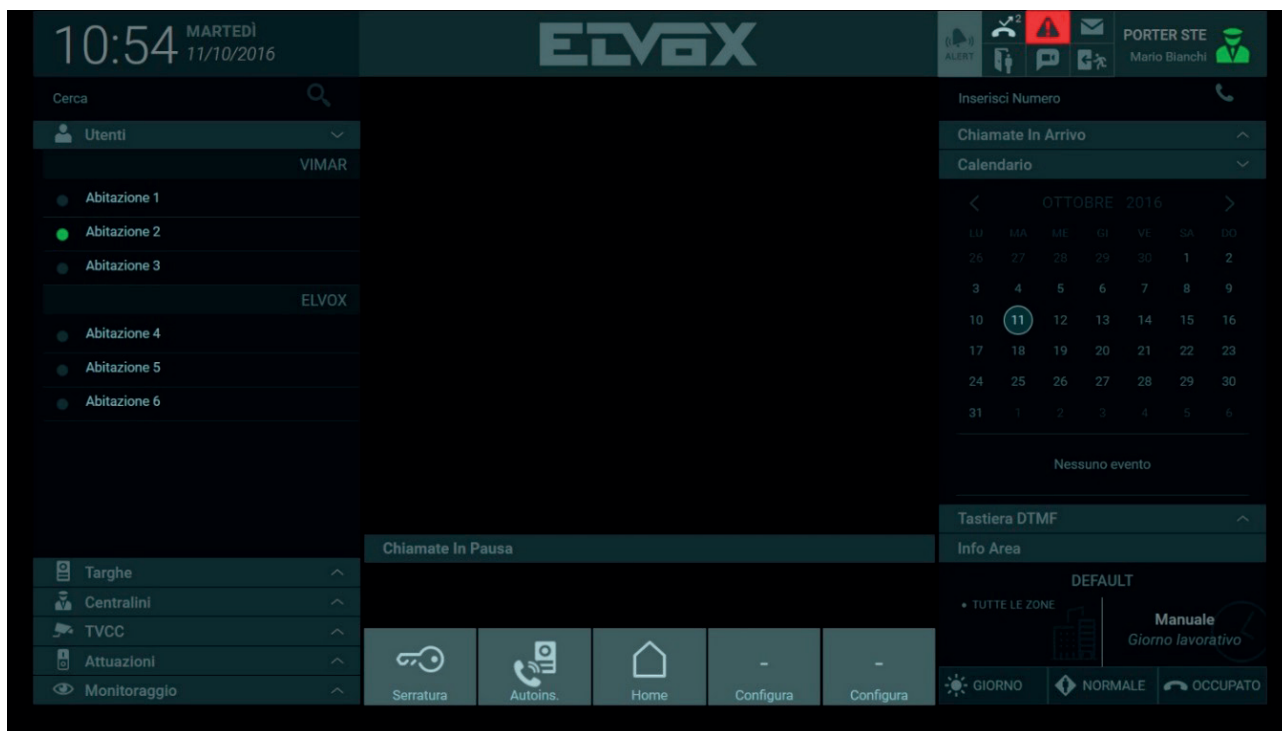 10:54
MARTEDÌ
11/10/2016
ELVOX
ALERT
2
PORTER STE
Mario Bianchi
Cerca
Utenti
VIMAR
Abitazione 1
Abitazione 2
Abitazione 3
ELVOX
Abitazione 4
Abitazione 5
Abitazione 6
Targhe
Centralini
TVCC
Attuazioni
Monitoraggio
Chiamate In Pausa
Serratura
Autoins.
Home
-
Configura
-
Configura
Inserisci Numero
Chiamate In Arrivo
Calendario
OTTOBRE 2016
LU MA ME GI VE SA DO
26 27 28 29 30 1 2
3 4 5 6 7 8 9
10 11 12 13 14 15 16
17 18 19 20 21 22 23
24 25 26 27 28 29 30
31 1 2 3 4 5 6
Nessuno evento
Tastiera DTMF
Info Area
DEFAULT
• TUTTE LE ZONE
Manuale
Giorno lavorativo
GIORNO
NORMALE
OCCUPATO